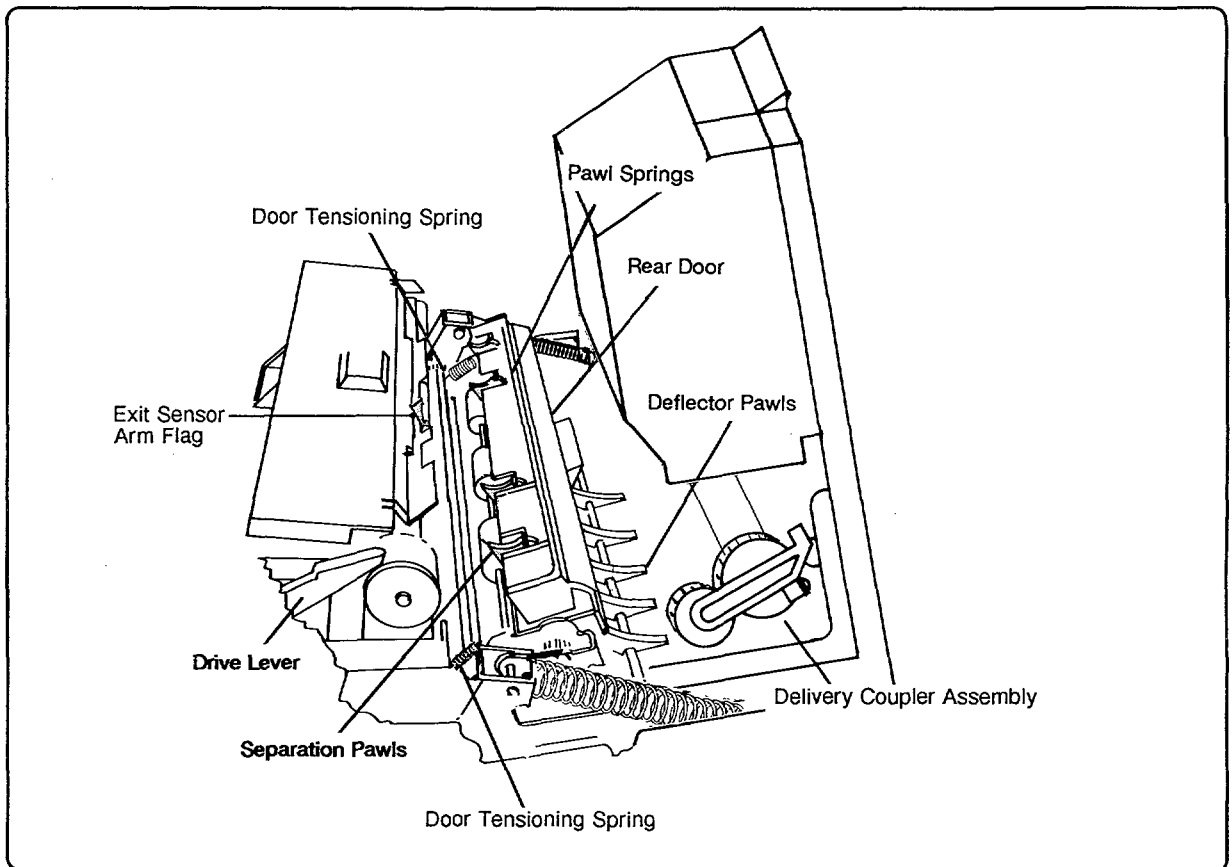 Pawl Springs
Door Tensioning Spring
Rear Door
Deflector Pawls
Exit Sensor
Arm Flag
Drive Lever
Delivery Coupler Assembly
Separation Pawls
Door Tensioning Spring